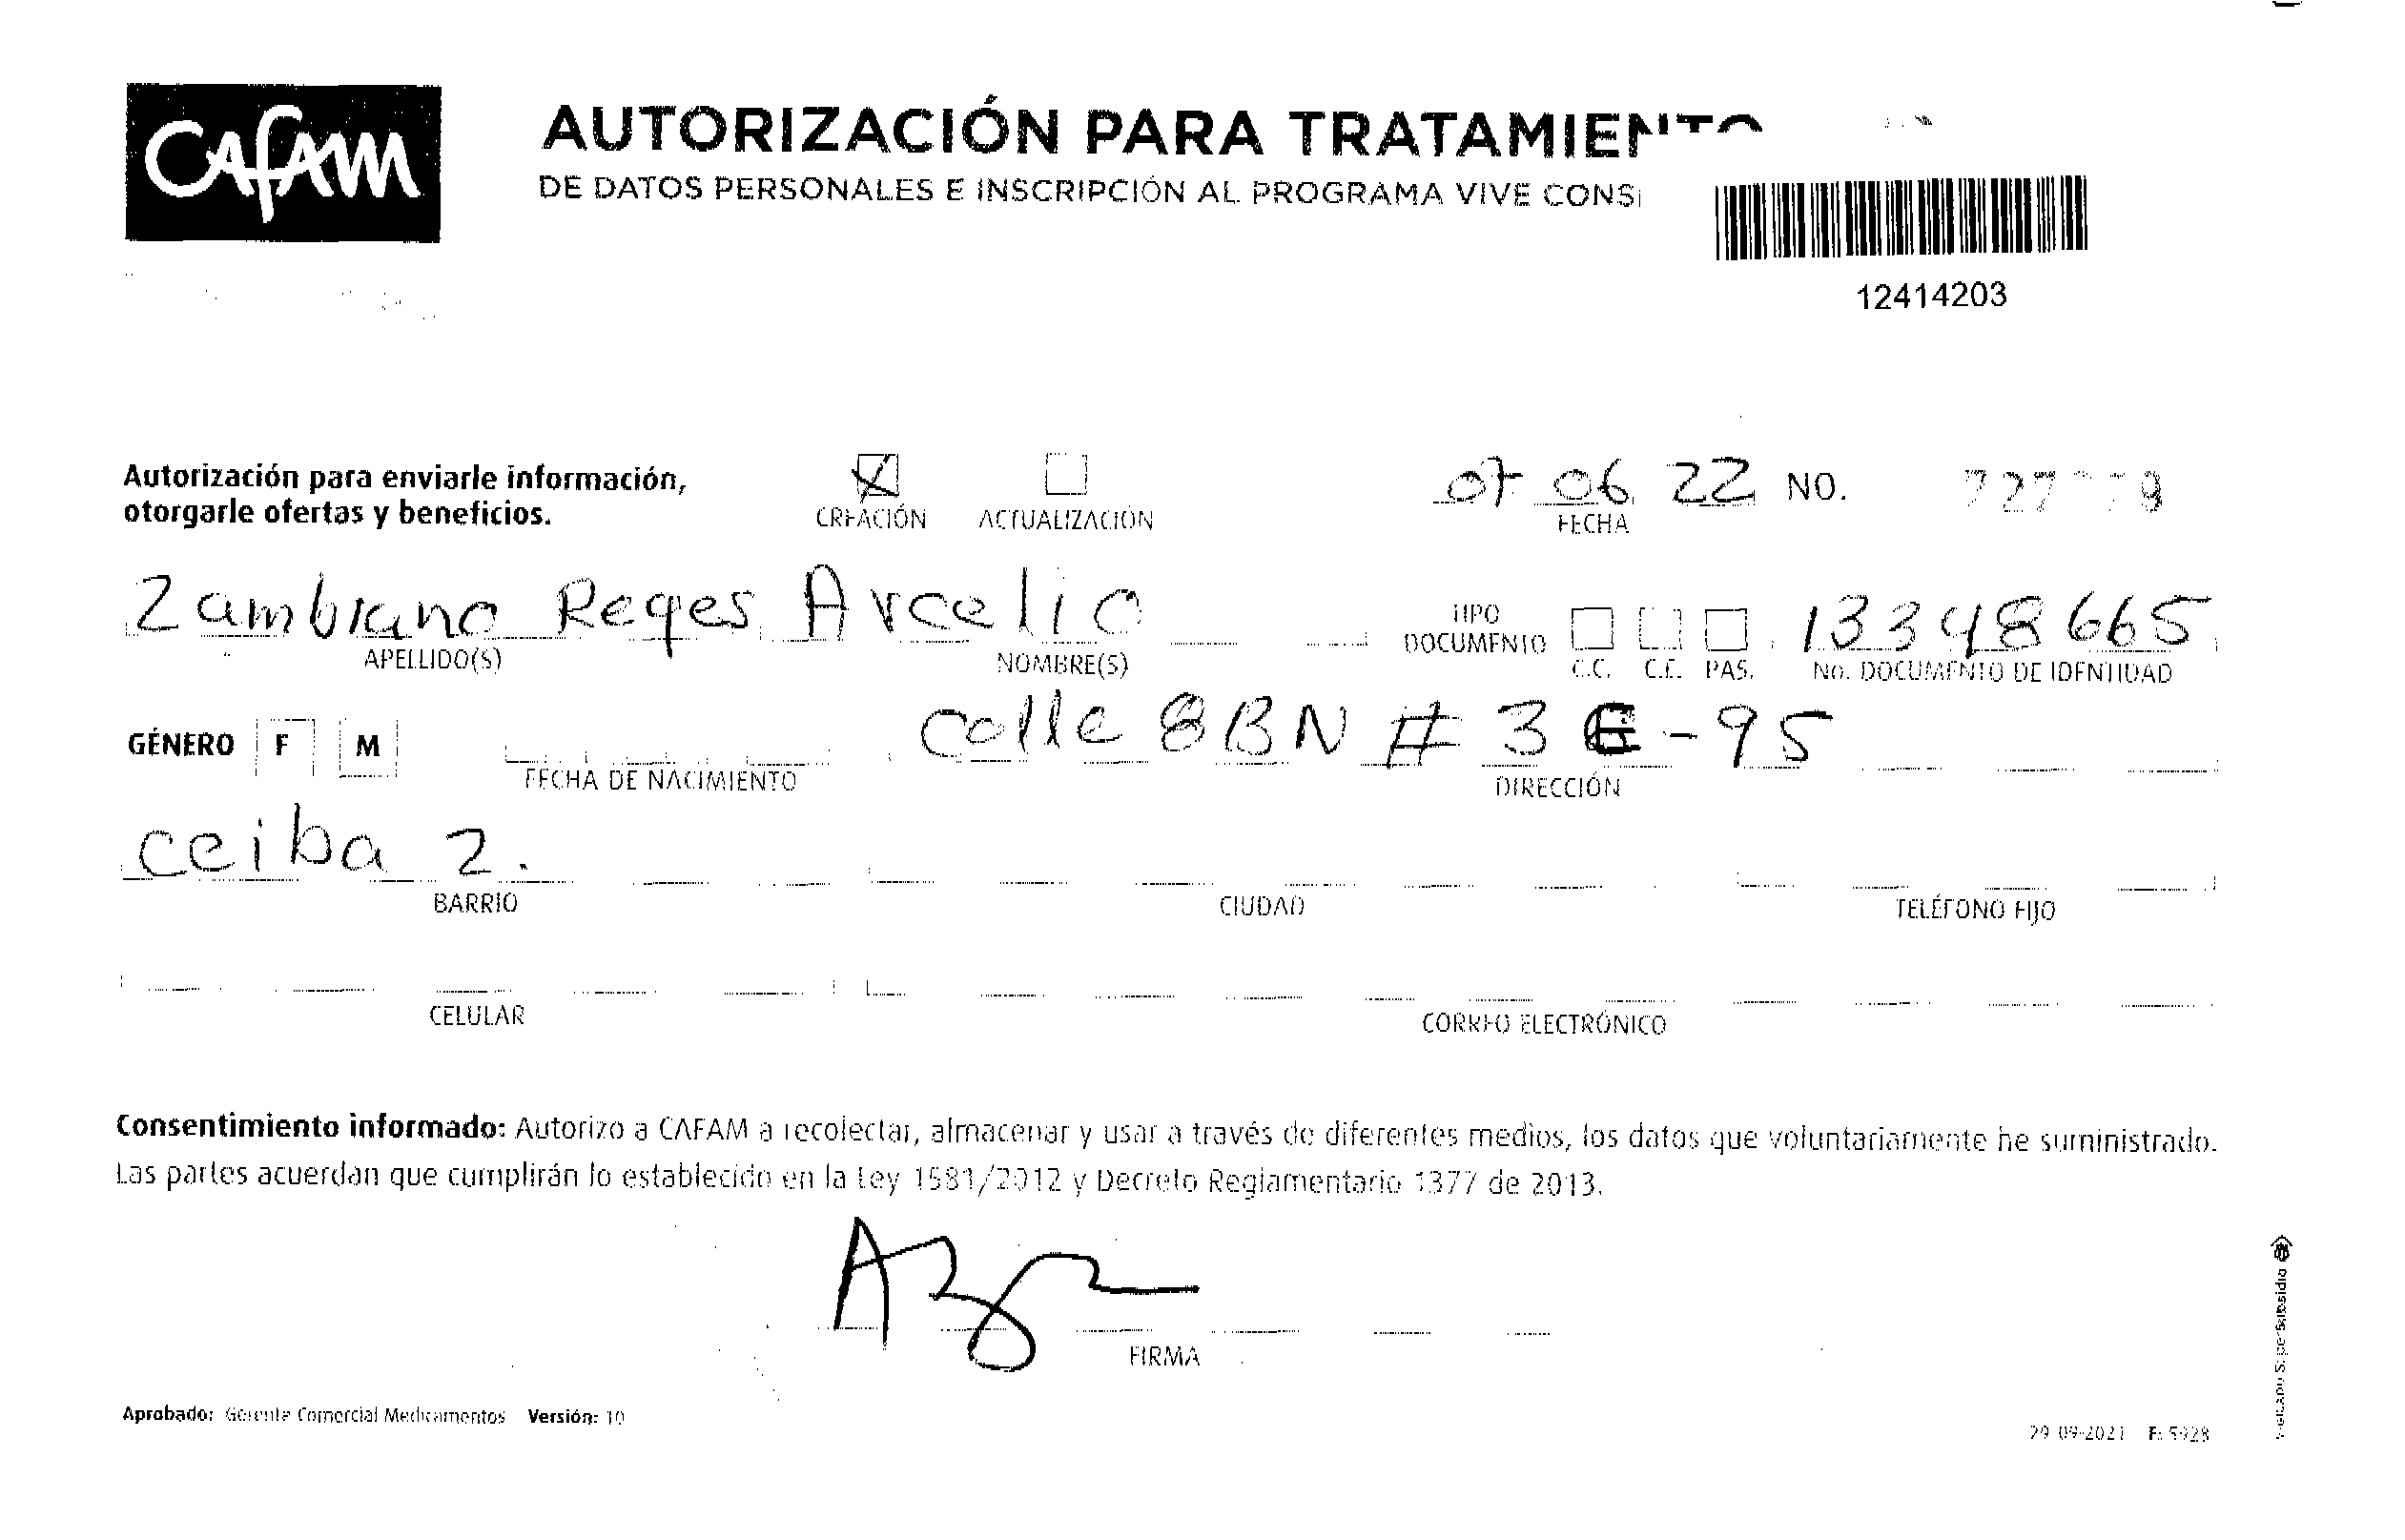 CAFAM
AUTORIZACIÓN PARA TRATAMIENTO
DE DATOS PERSONALES E INSCRIPCIÓN AL PROGRAMA VIVE
12414203
Autorización para enviarle información,
otorgarle ofertas y beneficios.
CREACIÓN ACTUALIZACIÓN
07 06 22 NO.
FECHA
Zambrano Reyes Arcelio 13348665
APELLIDO(S) NOMBRE(S) TIPO DOCUMENTO C.C. C.E. PAS. No. DOCUMENTO DE IDENTIDAD
GÉNERO F M calle 8BN # 3E-95
FECHA DE NACIMIENTO DIRECCIÓN
ceiba 2.
BARRIO CIUDAD TELÉFONO FIJO
CELULAR CORREO ELECTRÓNICO
Consentimiento informado: Autorizo a CAFAM a recolectar, almacenar y usar a través de diferentes medios, los datos que voluntariamente he suministrado.
Las partes acuerdan que cumplirán lo establecido en la Ley 1581/2012 y Decreto Reglamentario 1377 de 2013.
FIRMA
Aprobado: Gerente Comercial Medicamentos Versión: 10
29-09-2021 F: 5928